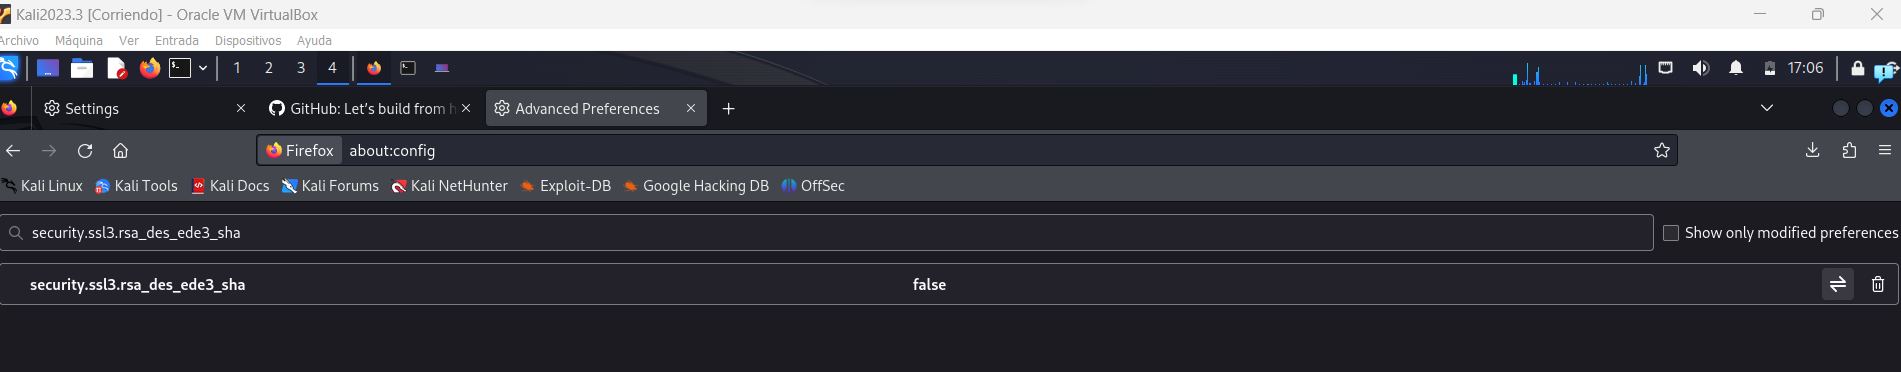 Kali2023.3 [Corriendo] - Oracle VM VirtualBox
Archivo Máquina Ver Entrada Dispositivos Ayuda
1 2 3 4 17:06
Settings GitHub: Let's build from h Advanced Preferences
Firefox about:config
Kali Linux Kali Tools Kali Docs Kali Forums Kali NetHunter Exploit-DB Google Hacking DB OffSec
security.ssl3.rsa_des_ede3_sha Show only modified preferences
security.ssl3.rsa_des_ede3_sha false